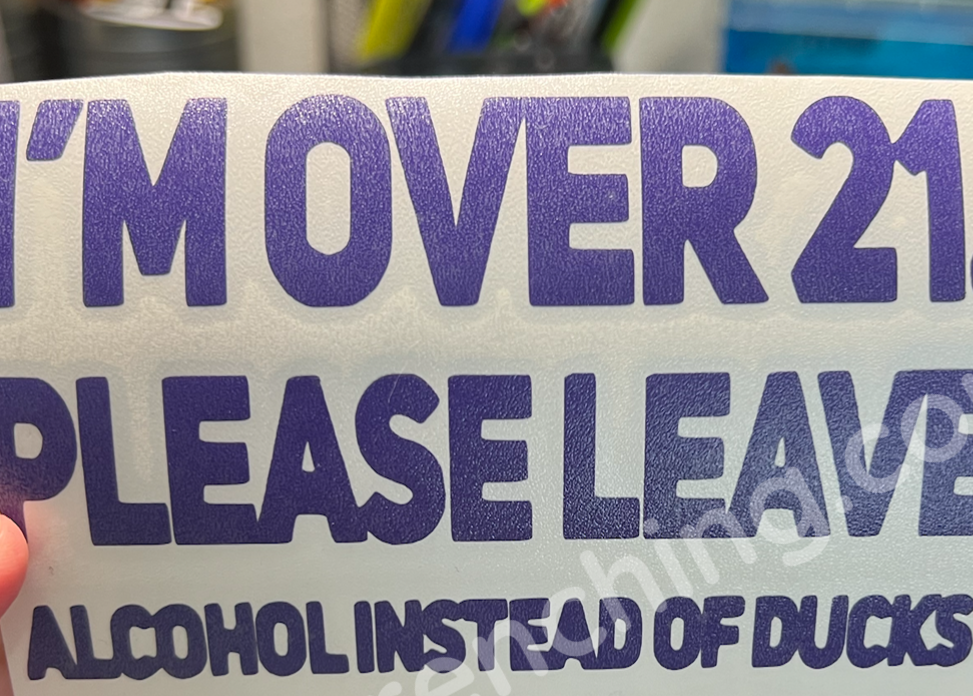 I'M OVER 21.
PLEASE LEAVE
ALCOHOL INSTEAD OF DUCKS